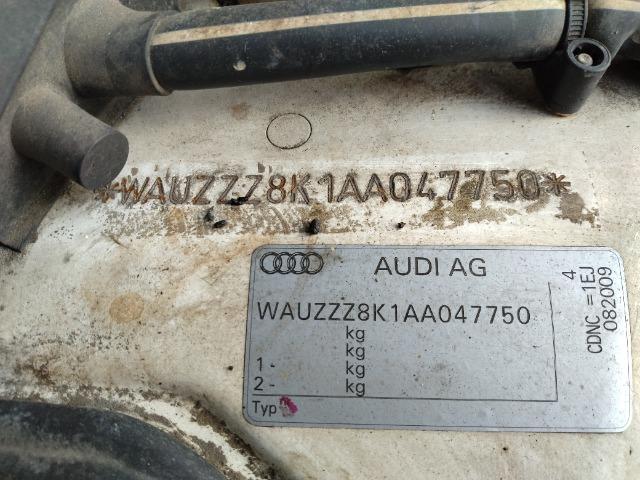 *WAUZZZ8K1AA047750*
AUDI AG
WAUZZZ8K1AA047750
kg
kg
1- kg
2- kg
Typ
4
CDNC =1EJ
082009